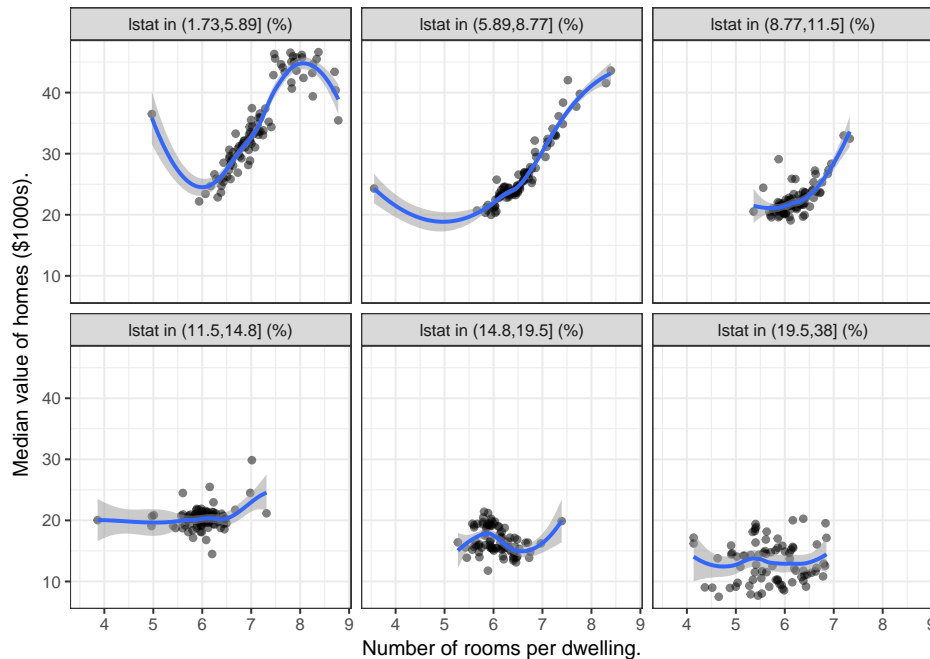 lstat in (1.73,5.89] (%) lstat in (5.89,8.77] (%) lstat in (8.77,11.5] (%)
40
30
20
10
lstat in (11.5,14.8] (%) lstat in (14.8,19.5] (%) lstat in (19.5,38] (%)
40
30
20
10
4 5 6 7 8 9 4 5 6 7 8 9 4 5 6 7 8 9
Number of rooms per dwelling.
Median value of homes ($1000s).